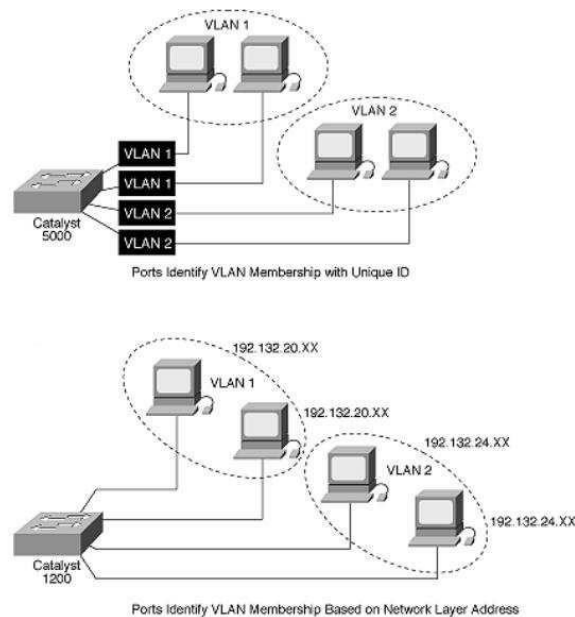 VLAN 1
VLAN 2
VLAN 1
VLAN 1
VLAN 2
VLAN 2
Catalyst
5000
Ports Identify VLAN Membership with Unique ID
192.132.20.XX
VLAN 1
192.132.20.XX
192.132.24.XX
VLAN 2
192.132.24.XX
Catalyst
1200
Ports Identify VLAN Membership Based on Network Layer Address